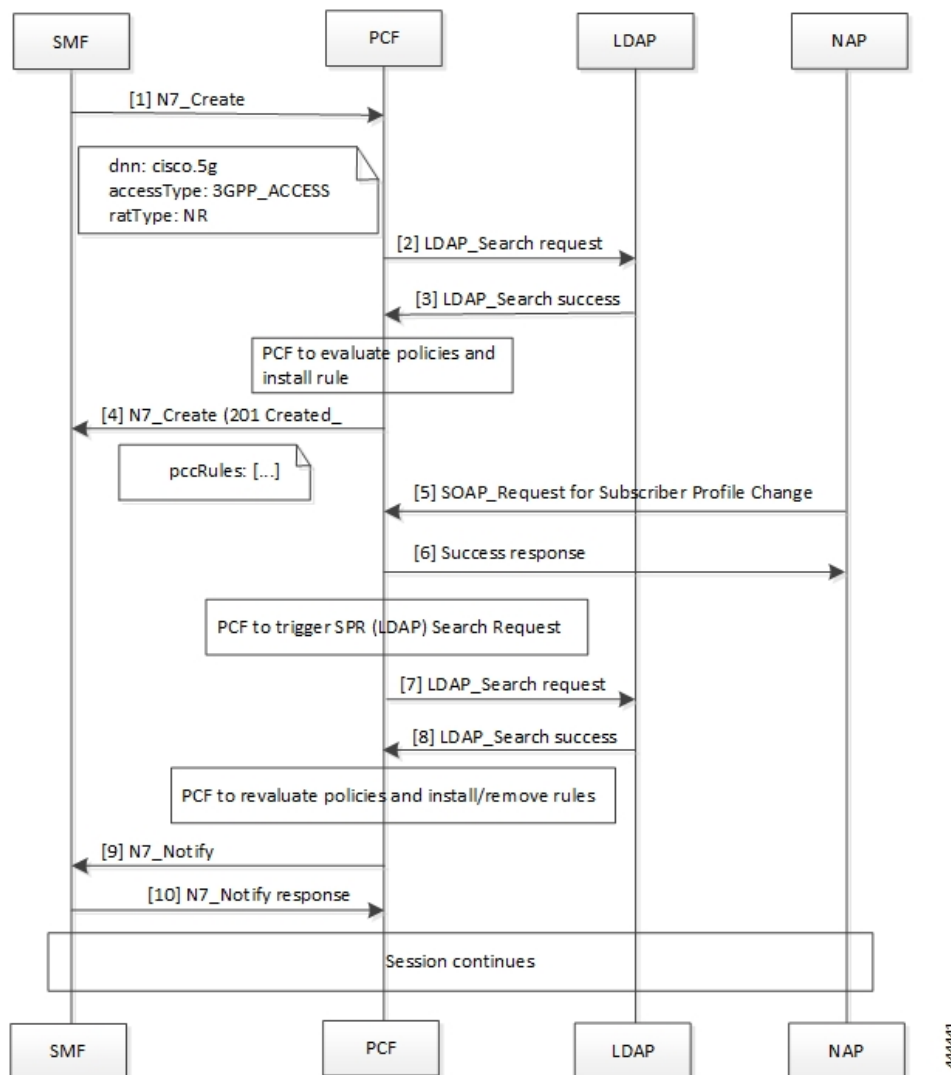 SMF
PCF
LDAP
NAP
[1] N7_Create
dnn: cisco.5g
accessType: 3GPP_ACCESS
ratType: NR
[2] LDAP_Search request
[3] LDAP_Search success
PCF to evaluate policies and
install rule
[4] N7_Create (201 Created_
pccRules: [...]
[5] SOAP_Request for Subscriber Profile Change
[6] Success response
PCF to trigger SPR (LDAP) Search Request
[7] LDAP_Search request
[8] LDAP_Search success
PCF to revaluate policies and install/remove rules
[9] N7_Notify
[10] N7_Notify response
Session continues
SMF
PCF
LDAP
NAP